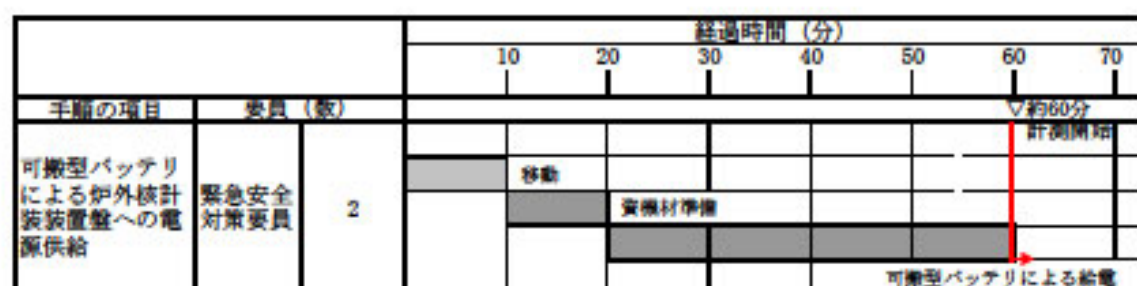 経過時間（分）
10 20 30 40 50 60 70
手順の項目 要員（数） ▽約60分
計測開始
可搬型バッテリ
による炉外核計
装装置盤への電
源供給
緊急安全
対策要員
2
移動
資機材準備
可搬型バッテリによる給電